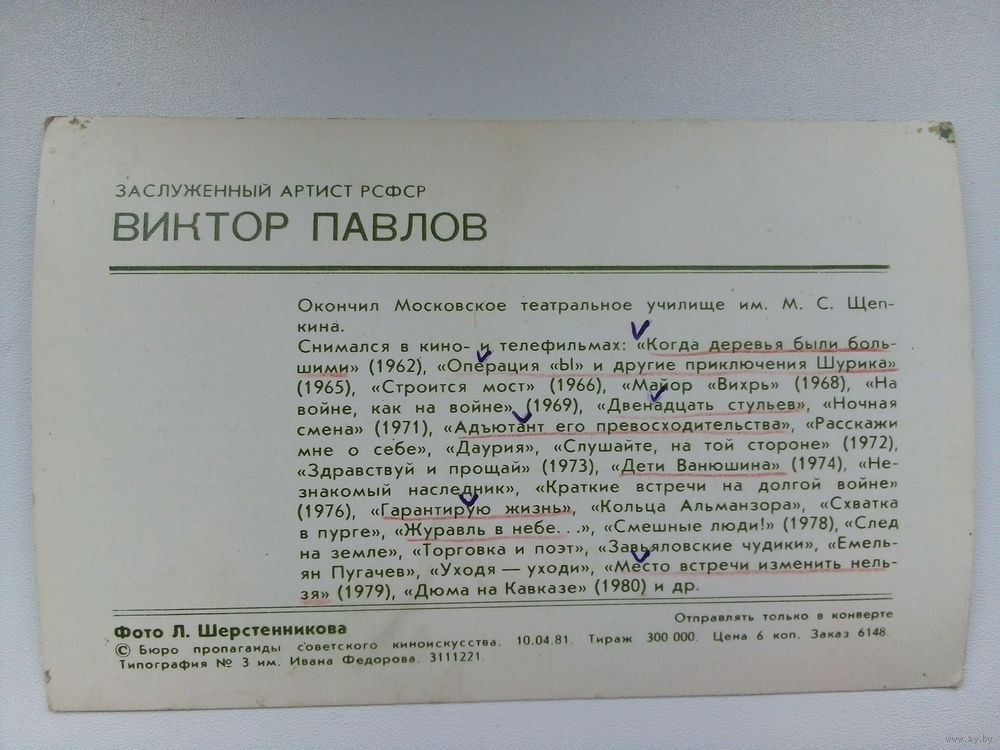 ЗАСЛУЖЕННЫЙ АРТИСТ РСФСР
ВИКТОР ПАВЛОВ
Окончил Московское театральное училище им. М. С. Щеп-
кина.
Снимался в кино- и телефильмах: «Когда деревья были боль-
шими» (1962), «Операция «Ы» и другие приключения Шурика»
(1965), «Строится мост» (1966), «Майор «Вихрь» (1968), «На
войне, как на войне» (1969), «Двенадцать стульев», «Ночная
смена» (1971), «Адъютант его превосходительства», «Расскажи
мне о себе», «Даурия», «Слушайте, на той стороне» (1972),
«Здравствуй и прощай» (1973), «Дети Ванюшина» (1974), «Не-
знакомый наследник», «Краткие встречи на долгой войне»
(1976), «Гарантирую жизнь», «Кольца Альманзора», «Схватка
в пурге», «Журавль в небе. . .», «Смешные люди!» (1978), «След
на земле», «Торговка и поэт», «Завьяловские чудики», «Емель-
ян Пугачев», «Уходя — уходи», «Место встречи изменить нель-
зя» (1979), «Дюма на Кавказе» (1980) и др.
Отправлять только в конверте
Фото Л. Шерстенникова
© Бюро пропаганды советского киноискусства. 10.04.81. Тираж 300 000. Цена 6 коп. Заказ 6148.
Типография № 3 им. Ивана Федорова. 3111221.
www.ay.by